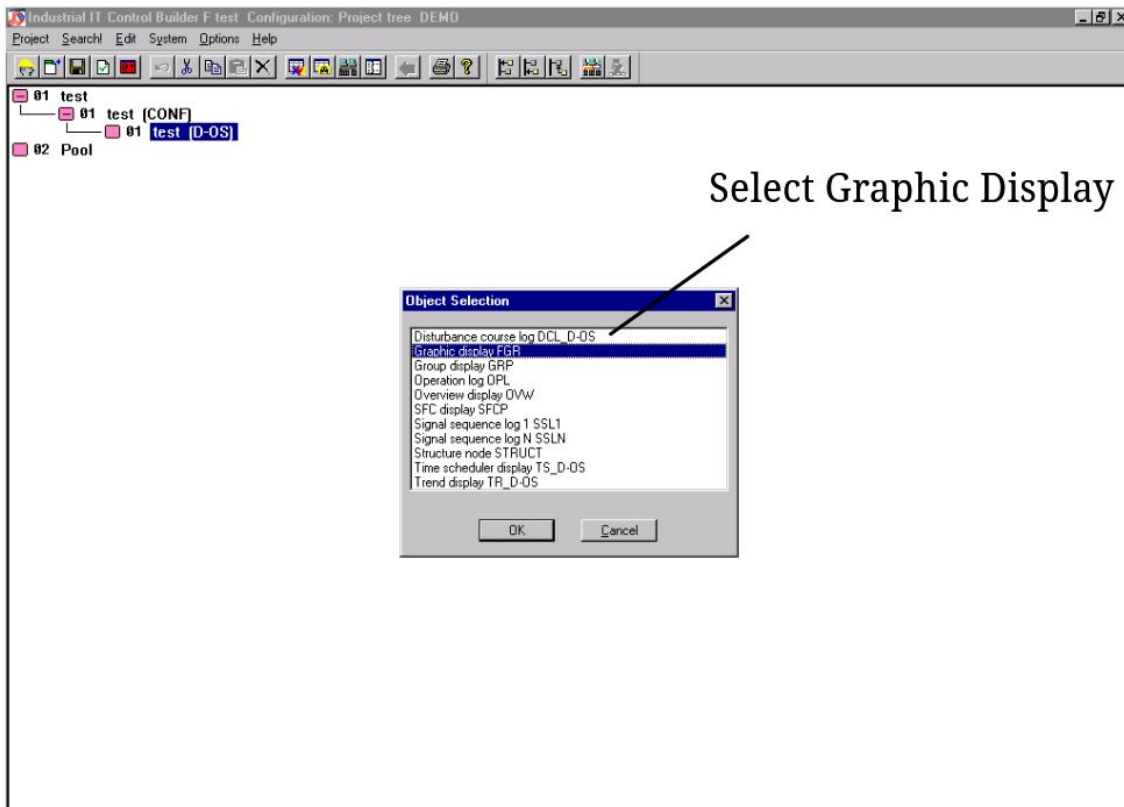 Industrial IT Control Builder F test Configuration: Project tree DEMO
Project Search! Edit System Options Help
01 test
01 test (CONF)
01 test (D-OS)
02 Pool
Select Graphic Display
Object Selection
Disturbance course log DCL_D-OS
Graphic display FGR
Group display GRP
Operation log OPL
Overview display OVW
SFC display SFCP
Signal sequence log 1 SSL1
Signal sequence log N SSLN
Structure node STRUCT
Time scheduler display TS_D-OS
Trend display TR_D-OS
OK Cancel